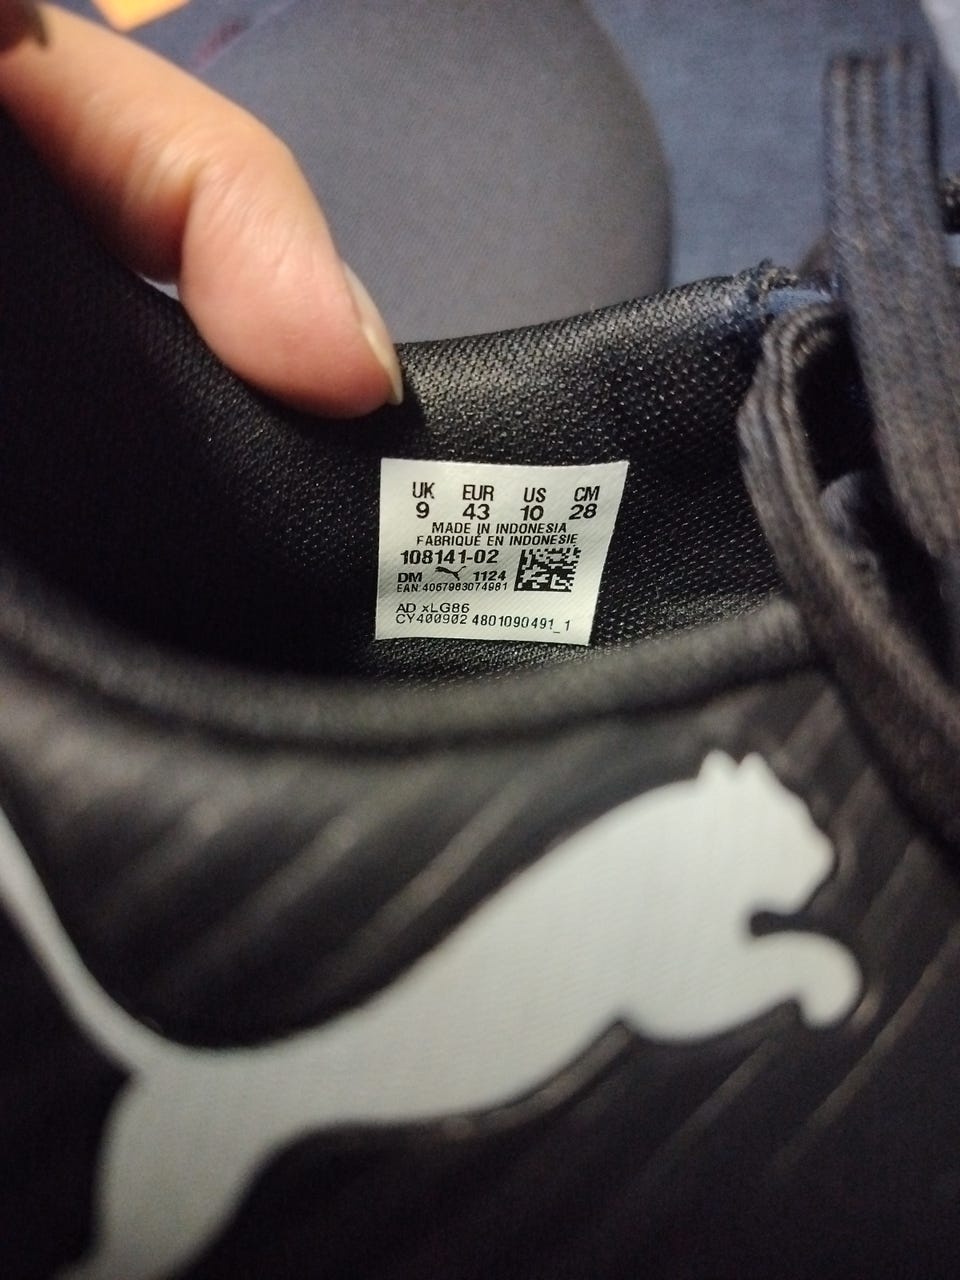 UK EUR US CM
9 43 10 28
MADE IN INDONESIA
FABRIQUÉ EN INDONESIE
108141-02
DM 1124
EAN:4067983074981
AD xLG86
CY400902 4801090491_1